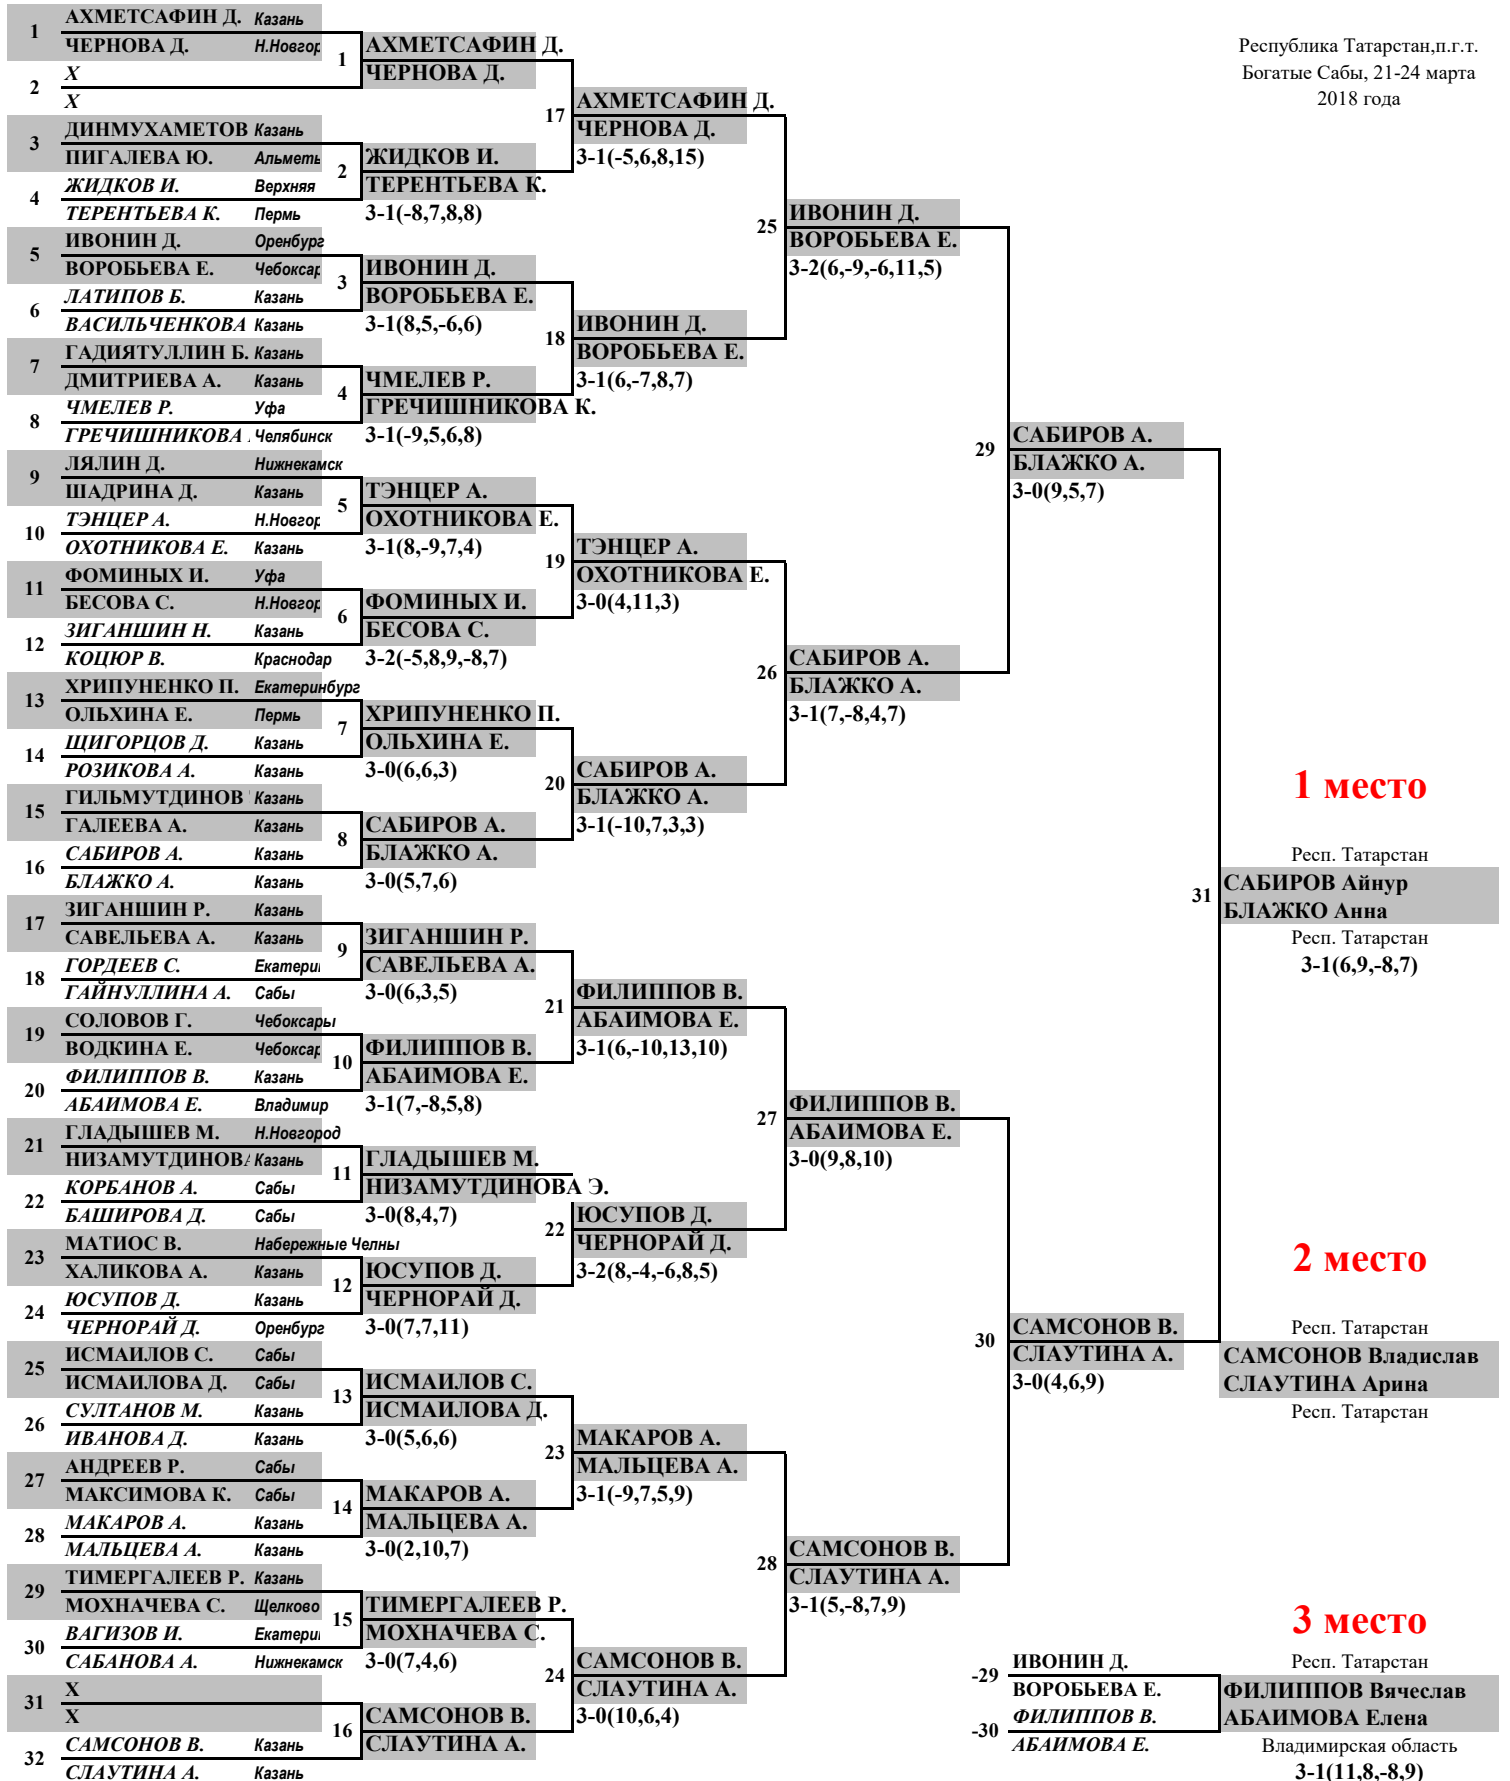 Республика Татарстан,п.г.т.
Богатые Сабы, 21-24 марта
2018 года
1 АХМЕТСАФИН Д. Казань
ЧЕРНОВА Д. Н.Новгор
2 X
X
3 ДИНМУХАМЕТОВ Казань
ПИГАЛЕВА Ю. Альметь
4 ЖИДКОВ И. Верхняя
ТЕРЕНТЬЕВА К. Пермь
5 ИВОНИН Д. Оренбург
ВОРОБЬЕВА Е. Чебоксар
6 ЛАТИПОВ Б. Казань
ВАСИЛЬЧЕНКОВА Казань
7 ГАДИЯТУЛЛИН Б. Казань
ДМИТРИЕВА А. Казань
8 ЧМЕЛЕВ Р. Уфа
ГРЕЧИШНИКОВА Челябинск
9 ЛЯЛИН Д. Нижнекамск
ШАДРИНА Д. Казань
10 ТЭНЦЕР А. Н.Новгор
ОХОТНИКОВА Е. Казань
11 ФОМИНЫХ И. Уфа
БЕСОВА С. Н.Новгор
12 ЗИГАНШИН Н. Казань
КОЦЮР В. Краснодар
13 ХРИПУНЕНКО П. Екатеринбург
ОЛЬХИНА Е. Пермь
14 ЩИГОРЦОВ Д. Казань
РОЗИКОВА А. Казань
15 ГИЛЬМУТДИНОВ Казань
ГАЛЕЕВА А. Казань
16 САБИРОВ А. Казань
БЛАЖКО А. Казань
17 ЗИГАНШИН Р. Казань
САВЕЛЬЕВА А. Казань
18 ГОРДЕЕВ С. Екатери
ГАЙНУЛЛИНА А. Сабы
19 СОЛОВОВ Г. Чебоксары
ВОДКИНА Е. Чебоксар
20 ФИЛИППОВ В. Казань
АБАИМОВА Е. Владимир
21 ГЛАДЫШЕВ М. Н.Новгород
НИЗАМУТДИНОВА Казань
22 КОРБАНОВ А. Сабы
БАШИРОВА Д. Сабы
23 МАТИОС В. Набережные Челны
ХАЛИКОВА А. Казань
24 ЮСУПОВ Д. Казань
ЧЕРНОРАЙ Д. Оренбург
25 ИСМАИЛОВ С. Сабы
ИСМАИЛОВА Д. Сабы
26 СУЛТАНОВ М. Казань
ИВАНОВА Д. Казань
27 АНДРЕЕВ Р. Сабы
МАКСИМОВА К. Сабы
28 МАКАРОВ А. Казань
МАЛЬЦЕВА А. Казань
29 ТИМЕРГАЛЕЕВ Р. Казань
МОХНАЧЕВА С. Щелково
30 ВАГИЗОВ И. Екатери
САБАНОВА А. Нижнекамск
31 X
X
32 САМСОНОВ В. Казань
СЛАУТИНА А. Казань
1 АХМЕТСАФИН Д.
ЧЕРНОВА Д.
2 ЖИДКОВ И.
ТЕРЕНТЬЕВА К.
3-1(-8,7,8,8)
3 ИВОНИН Д.
ВОРОБЬЕВА Е.
3-1(8,5,-6,6)
4 ЧМЕЛЕВ Р.
ГРЕЧИШНИКОВА К.
3-1(-9,5,6,8)
5 ТЭНЦЕР А.
ОХОТНИКОВА Е.
3-1(8,-9,7,4)
6 ФОМИНЫХ И.
БЕСОВА С.
3-2(-5,8,9,-8,7)
7 ХРИПУНЕНКО П.
ОЛЬХИНА Е.
3-0(6,6,3)
8 САБИРОВ А.
БЛАЖКО А.
3-0(5,7,6)
9 ЗИГАНШИН Р.
САВЕЛЬЕВА А.
3-0(6,3,5)
10 ФИЛИППОВ В.
АБАИМОВА Е.
3-1(7,-8,5,8)
11 ГЛАДЫШЕВ М.
НИЗАМУТДИНОВА Э.
3-0(8,4,7)
12 ЮСУПОВ Д.
ЧЕРНОРАЙ Д.
3-0(7,7,11)
13 ИСМАИЛОВ С.
ИСМАИЛОВА Д.
3-0(5,6,6)
14 МАКАРОВ А.
МАЛЬЦЕВА А.
3-0(2,10,7)
15 ТИМЕРГАЛЕЕВ Р.
МОХНАЧЕВА С.
3-0(7,4,6)
16 САМСОНОВ В.
СЛАУТИНА А.
17 АХМЕТСАФИН Д.
ЧЕРНОВА Д.
3-1(-5,6,8,15)
18 ИВОНИН Д.
ВОРОБЬЕВА Е.
3-1(6,-7,8,7)
19 ТЭНЦЕР А.
ОХОТНИКОВА Е.
3-0(4,11,3)
20 САБИРОВ А.
БЛАЖКО А.
3-1(-10,7,3,3)
21 ФИЛИППОВ В.
АБАИМОВА Е.
3-1(6,-10,13,10)
22 ЮСУПОВ Д.
ЧЕРНОРАЙ Д.
3-2(8,-4,-6,8,5)
23 МАКАРОВ А.
МАЛЬЦЕВА А.
3-1(-9,7,5,9)
24 САМСОНОВ В.
СЛАУТИНА А.
3-0(10,6,4)
25 ИВОНИН Д.
ВОРОБЬЕВА Е.
3-2(6,-9,-6,11,5)
26 САБИРОВ А.
БЛАЖКО А.
3-1(7,-8,4,7)
27 ФИЛИППОВ В.
АБАИМОВА Е.
3-0(9,8,10)
28 САМСОНОВ В.
СЛАУТИНА А.
3-1(5,-8,7,9)
29 САБИРОВ А.
БЛАЖКО А.
3-0(9,5,7)
30 САМСОНОВ В.
СЛАУТИНА А.
3-0(4,6,9)
-29 ИВОНИН Д.
ВОРОБЬЕВА Е.
-30 ФИЛИППОВ В.
АБАИМОВА Е.
1 место
Респ. Татарстан
31 САБИРОВ Айнур
БЛАЖКО Анна
Респ. Татарстан
3-1(6,9,-8,7)
2 место
Респ. Татарстан
САМСОНОВ Владислав
СЛАУТИНА Арина
Респ. Татарстан
3 место
Респ. Татарстан
ФИЛИППОВ Вячеслав
АБАИМОВА Елена
Владимирская область
3-1(11,8,-8,9)